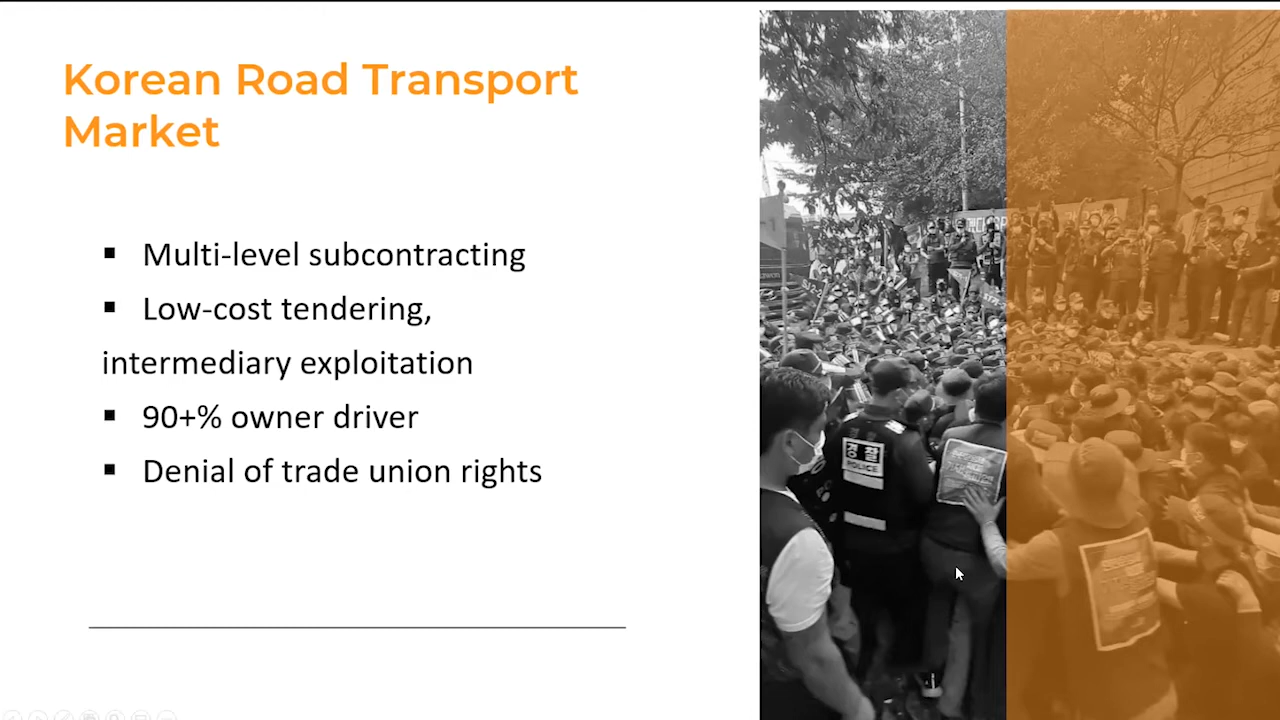 Korean Road Transport
Market
▪ Multi-level subcontracting
▪ Low-cost tendering,
intermediary exploitation
▪ 90+% owner driver
▪ Denial of trade union rights
경찰
POLICE